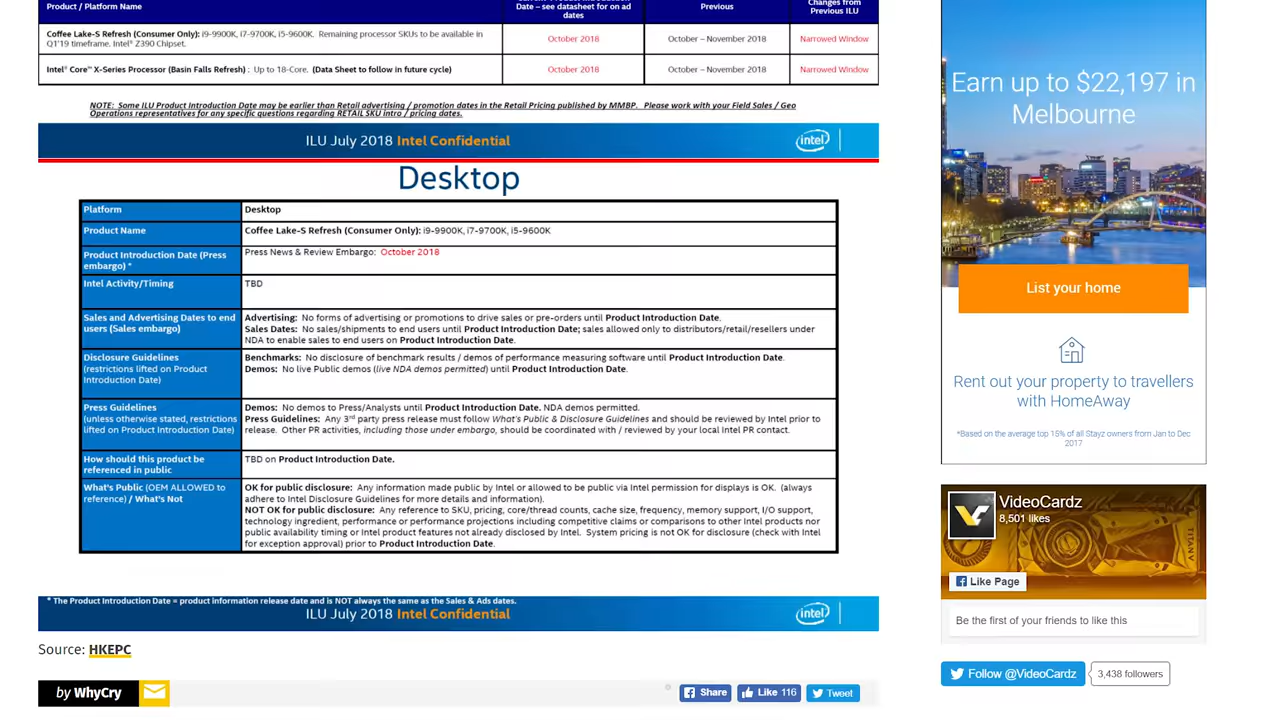 Product / Platform Name
Date – see datasheet for on ad
dates
Previous
Changes from
Previous ILU
Coffee Lake-S Refresh (Consumer Only): i9-9900K, i7-9700K, i5-9600K. Remaining processor SKUs to be available in
Q1'19 timeframe. Intel® Z390 Chipset.
October 2018
October – November 2018
Narrowed Window
Intel® Core™ X-Series Processor (Basin Falls Refresh) : Up to 18-Core. (Data Sheet to follow in future cycle)
October 2018
October – November 2018
Narrowed Window
NOTE: Some ILU Product Introduction Date may be earlier than Retail advertising / promotion dates in the Retail Pricing published by MMBP. Please work with your Field Sales / Geo
Operations representatives for any specific questions regarding RETAIL SKU intro / pricing dates.
ILU July 2018 Intel Confidential
intel
Desktop
Platform
Desktop
Product Name
Coffee Lake-S Refresh (Consumer Only): i9-9900K, i7-9700K, i5-9600K
Product Introduction Date (Press
embargo) *
Press News & Review Embargo: October 2018
Intel Activity/Timing
TBD
Sales and Advertising Dates to end
users (Sales embargo)
Advertising: No forms of advertising or promotions to drive sales or pre-orders until Product Introduction Date.
Sales Dates: No sales/shipments to end users until Product Introduction Date; sales allowed only to distributors/retail/resellers under
NDA to enable sales to end users on Product Introduction Date.
Disclosure Guidelines
(restrictions lifted on Product
Introduction Date)
Benchmarks: No disclosure of benchmark results / demos of performance measuring software until Product Introduction Date.
Demos: No live Public demos (live NDA demos permitted) until Product Introduction Date.
Press Guidelines
(unless otherwise stated, restrictions
lifted on Product Introduction Date)
Demos: No demos to Press/Analysts until Product Introduction Date. NDA demos permitted.
Press Guidelines: Any 3rd party press release must follow What's Public & Disclosure Guidelines and should be reviewed by Intel prior to
release. Other PR activities, including those under embargo, should be coordinated with / reviewed by your local Intel PR contact.
How should this product be
referenced in public
TBD on Product Introduction Date.
What's Public (OEM ALLOWED to
reference) / What's Not
OK for public disclosure: Any information made public by Intel or allowed to be public via Intel permission for displays is OK. (always
adhere to Intel Disclosure Guidelines for more details and information).
NOT OK for public disclosure: Any reference to SKU, pricing, core/thread counts, cache size, frequency, memory support, I/O support,
technology ingredient, performance or performance projections including competitive claims or comparisons to other Intel products nor
public availability timing or Intel product features not already disclosed by Intel. System pricing is not OK for disclosure (check with Intel
for exception approval) prior to Product Introduction Date.
* The Product Introduction Date = product information release date and is NOT always the same as the Sales & Ads dates.
ILU July 2018 Intel Confidential
intel
Source: HKEPC
by WhyCry
Share
Like 116
Tweet
Earn up to $22,197 in
Melbourne
List your home
Rent out your property to travellers
with HomeAway
*Based on the average top 15% of all Stayz owners from Jan to Dec
2017
VideoCardz
8,501 likes
TITAN
Like Page
Be the first of your friends to like this
Follow @VideoCardz
3,438 followers